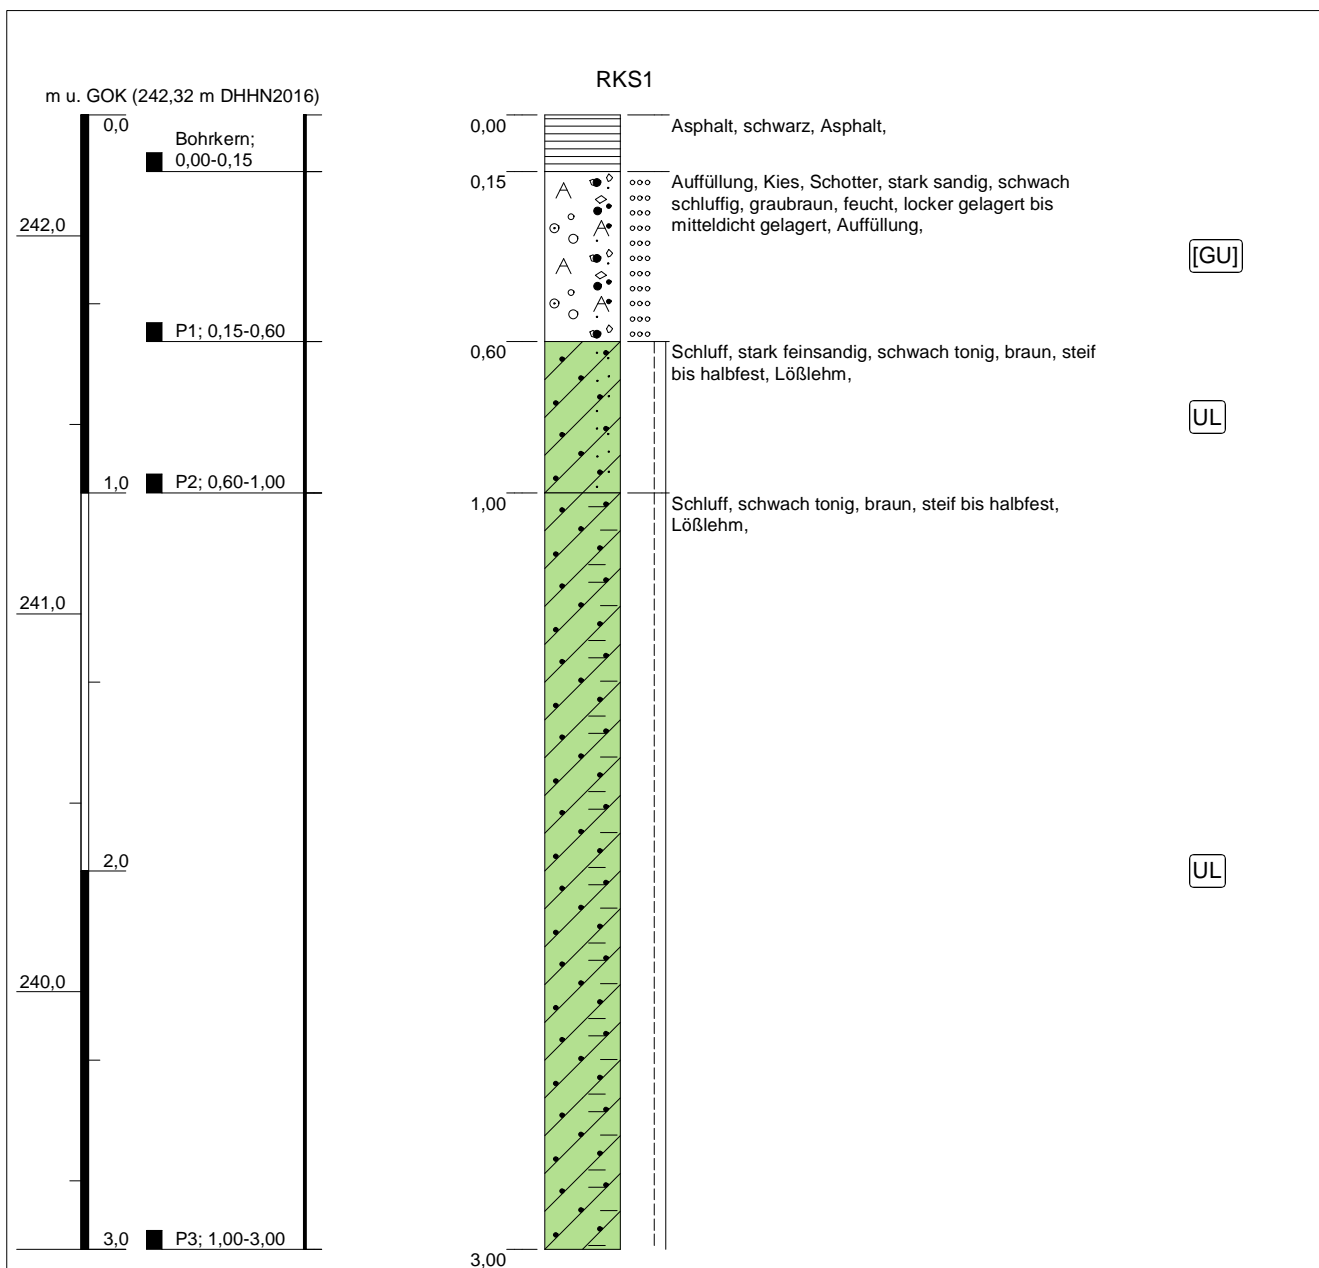 RKS1
m u. GOK (242,32 m DHHN2016)
0,0
Bohrkern;
0,00-0,15
0,00
Asphalt, schwarz, Asphalt,
0,15
Auffüllung, Kies, Schotter, stark sandig, schwach
schluffig, graubraun, feucht, locker gelagert bis
mitteldicht gelagert, Auffüllung,
242,0
[GU]
P1; 0,15-0,60
0,60
Schluff, stark feinsandig, schwach tonig, braun, steif
bis halbfest, Lößlehm,
UL
1,0
P2; 0,60-1,00
1,00
Schluff, schwach tonig, braun, steif bis halbfest,
Lößlehm,
241,0
2,0
UL
240,0
3,0
P3; 1,00-3,00
3,00